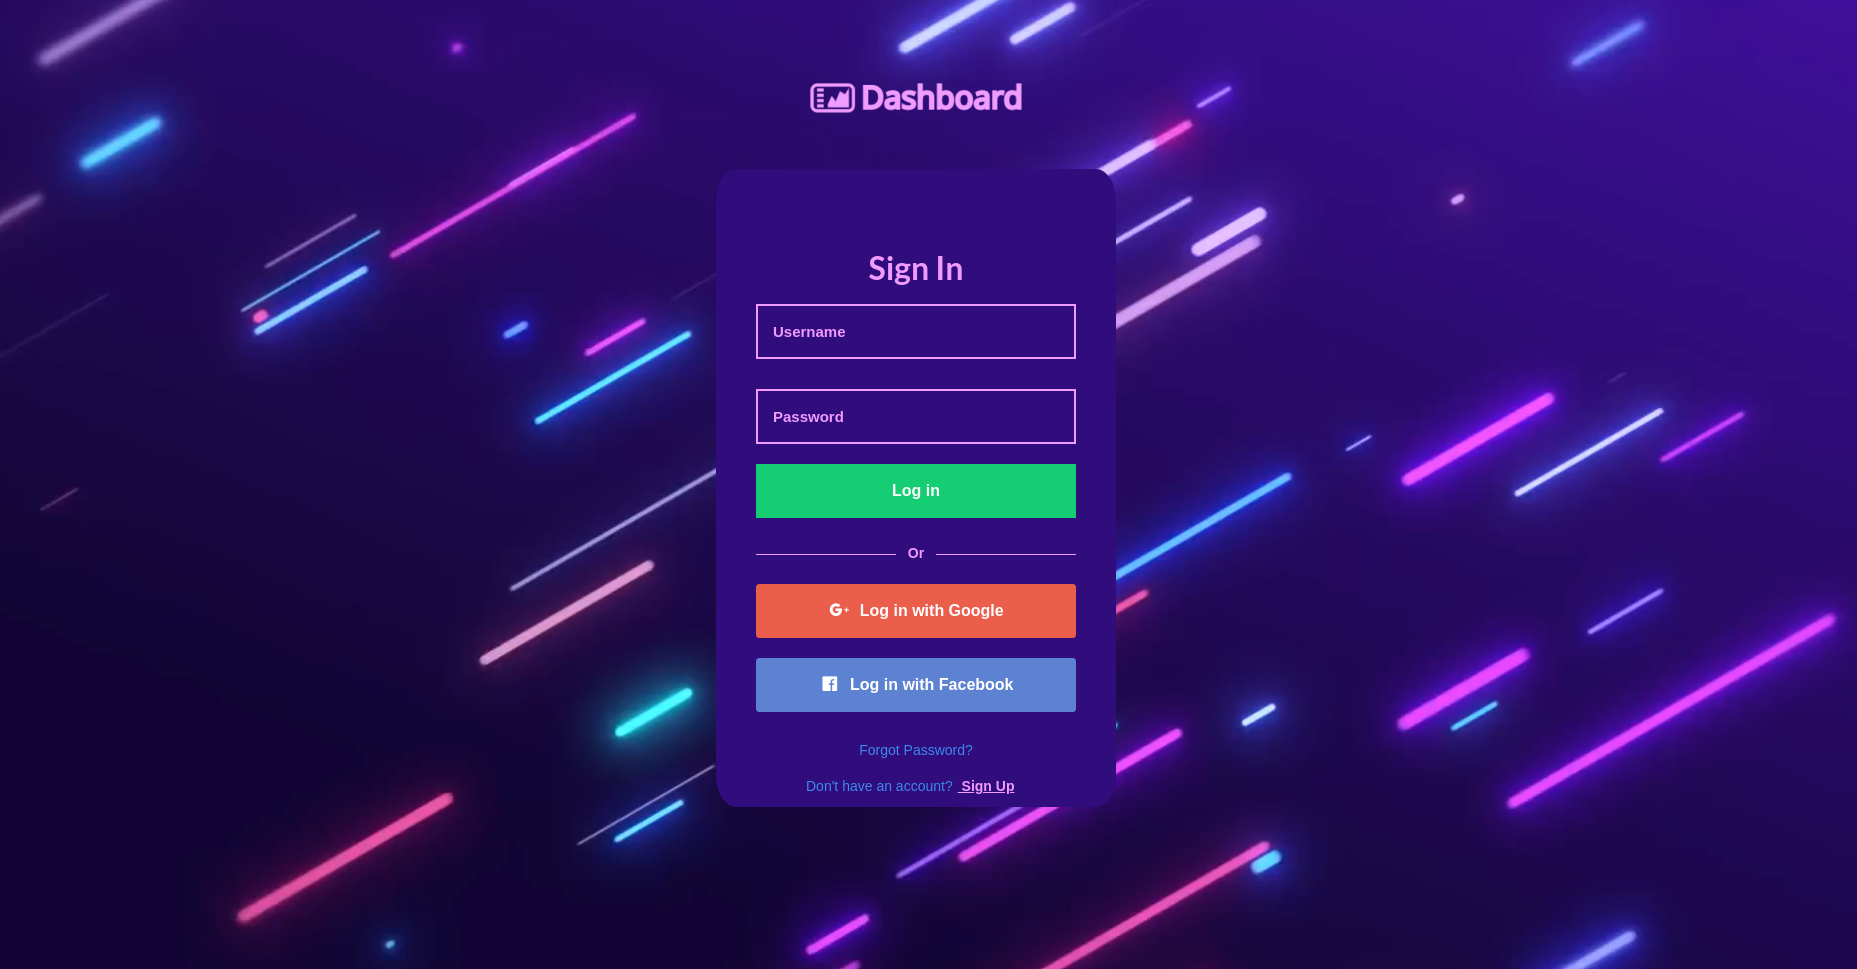 Dashboard
Sign In
Username
Password
Log in
Or
Log in with Google
Log in with Facebook
Forgot Password?
Don't have an account? Sign Up